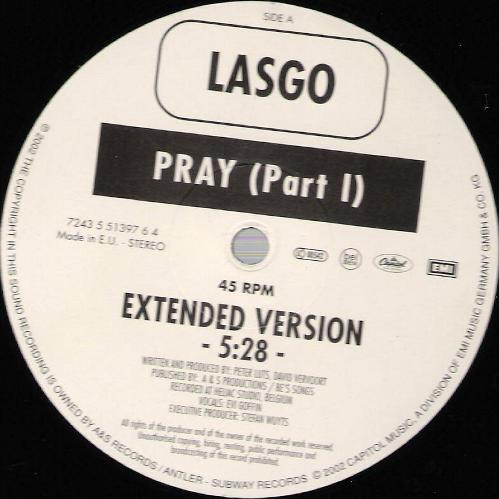 SIDE A
LASGO
PRAY (Part I)
7243 5 51397 6 4
Made in E.U. - STEREO
LC 00542
Capitol
EMI
45 RPM
EXTENDED VERSION
- 5:28 -
WRITTEN AND PRODUCED BY: PETER LUTS, DAVID VERVOORT
PUBLISHED BY: A & S PRODUCTIONS / BE'S SONGS
RECORDED AT HELJAC STUDIO, BELGIUM
VOCALS: EVI GOFFIN
EXECUTIVE PRODUCER: STEFAN WUYTS
All rights of the producer and of the owner of the recorded work reserved.
Unauthorised copying, hiring, renting, public performance and
broadcasting of this record prohibited.
℗ 2002 THE COPYRIGHT IN THIS SOUND RECORDING IS OWNED BY A&S RECORDS / ANTLER - SUBWAY RECORDS © 2002 CAPITOL MUSIC, A DIVISION OF EMI MUSIC GERMANY GMBH & CO. KG